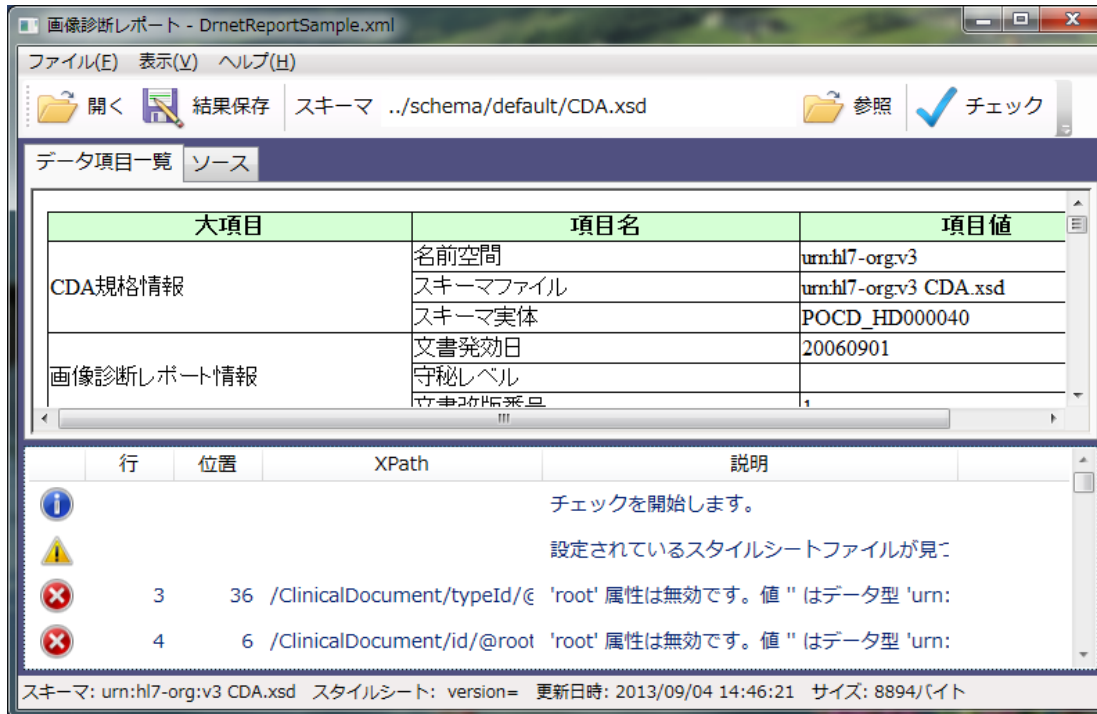 画像診断レポート - DrnetReportSample.xml
ファイル(F) 表示(V) ヘルプ(H)
開く 結果保存 スキーマ ../schema/default/CDA.xsd 参照 チェック
データ項目一覧 ソース
大項目 項目名 項目値
CDA規格情報 名前空間 urn:hl7-org:v3
スキーマファイル urn:hl7-org:v3 CDA.xsd
スキーマ実体 POCD_HD000040
画像診断レポート情報 文書発効日 20060901
守秘レベル
文書改版番号 1
行 位置 XPath 説明
チェックを開始します。
設定されているスタイルシートファイルが見つ
3 36 /ClinicalDocument/typeId/@ 'root' 属性は無効です。値 '' はデータ型 'urn:
4 6 /ClinicalDocument/id/@root 'root' 属性は無効です。値 '' はデータ型 'urn:
スキーマ: urn:hl7-org:v3 CDA.xsd スタイルシート: version= 更新日時: 2013/09/04 14:46:21 サイズ: 8894バイト